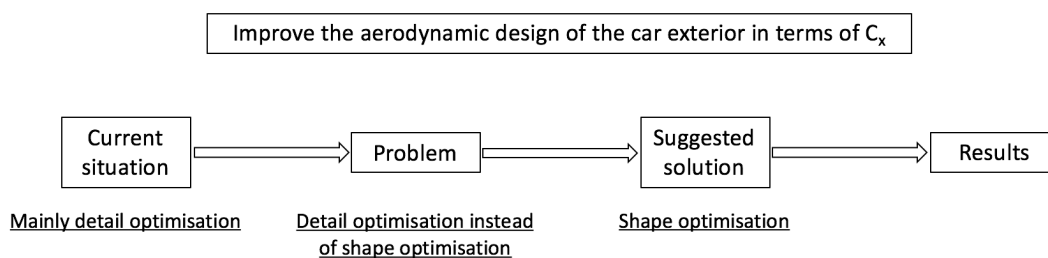 Improve the aerodynamic design of the car exterior in terms of Cₓ
Current
situation
Problem
Suggested
solution
Results
Mainly detail optimisation
Detail optimisation instead
of shape optimisation
Shape optimisation